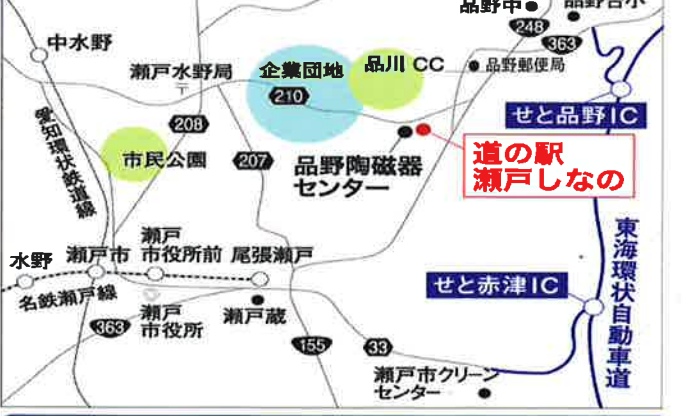 品野中
品野台小
248
363
中水野
瀬戸水野局
企業団地
品川 CC
品野郵便局
210
せと品野IC
愛知環状鉄道線
208
市民公園
207
品野陶磁器
センター
道の駅
瀬戸しなの
東海環状自動車道
水野
瀬戸市
瀬戸
市役所前
尾張瀬戸
せと赤津IC
名鉄瀬戸線
363
瀬戸
市役所
瀬戸蔵
155
33
瀬戸市クリーン
センター